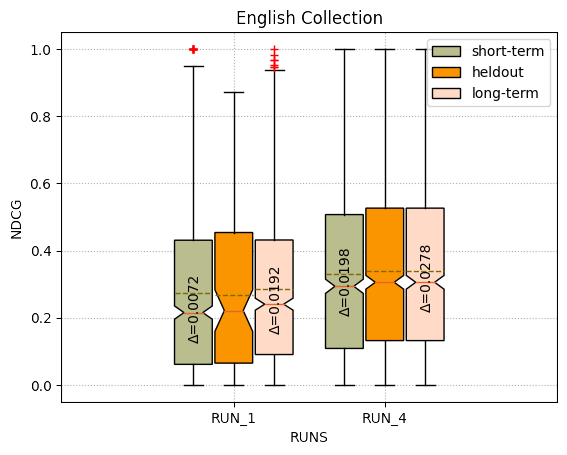 English Collection
short-term
heldout
long-term
NDCG
1.0
0.8
0.6
0.4
0.2
0.0
Δ=0.0072
Δ=0.0192
Δ=0.0198
Δ=0.0278
RUN_1
RUN_4
RUNS